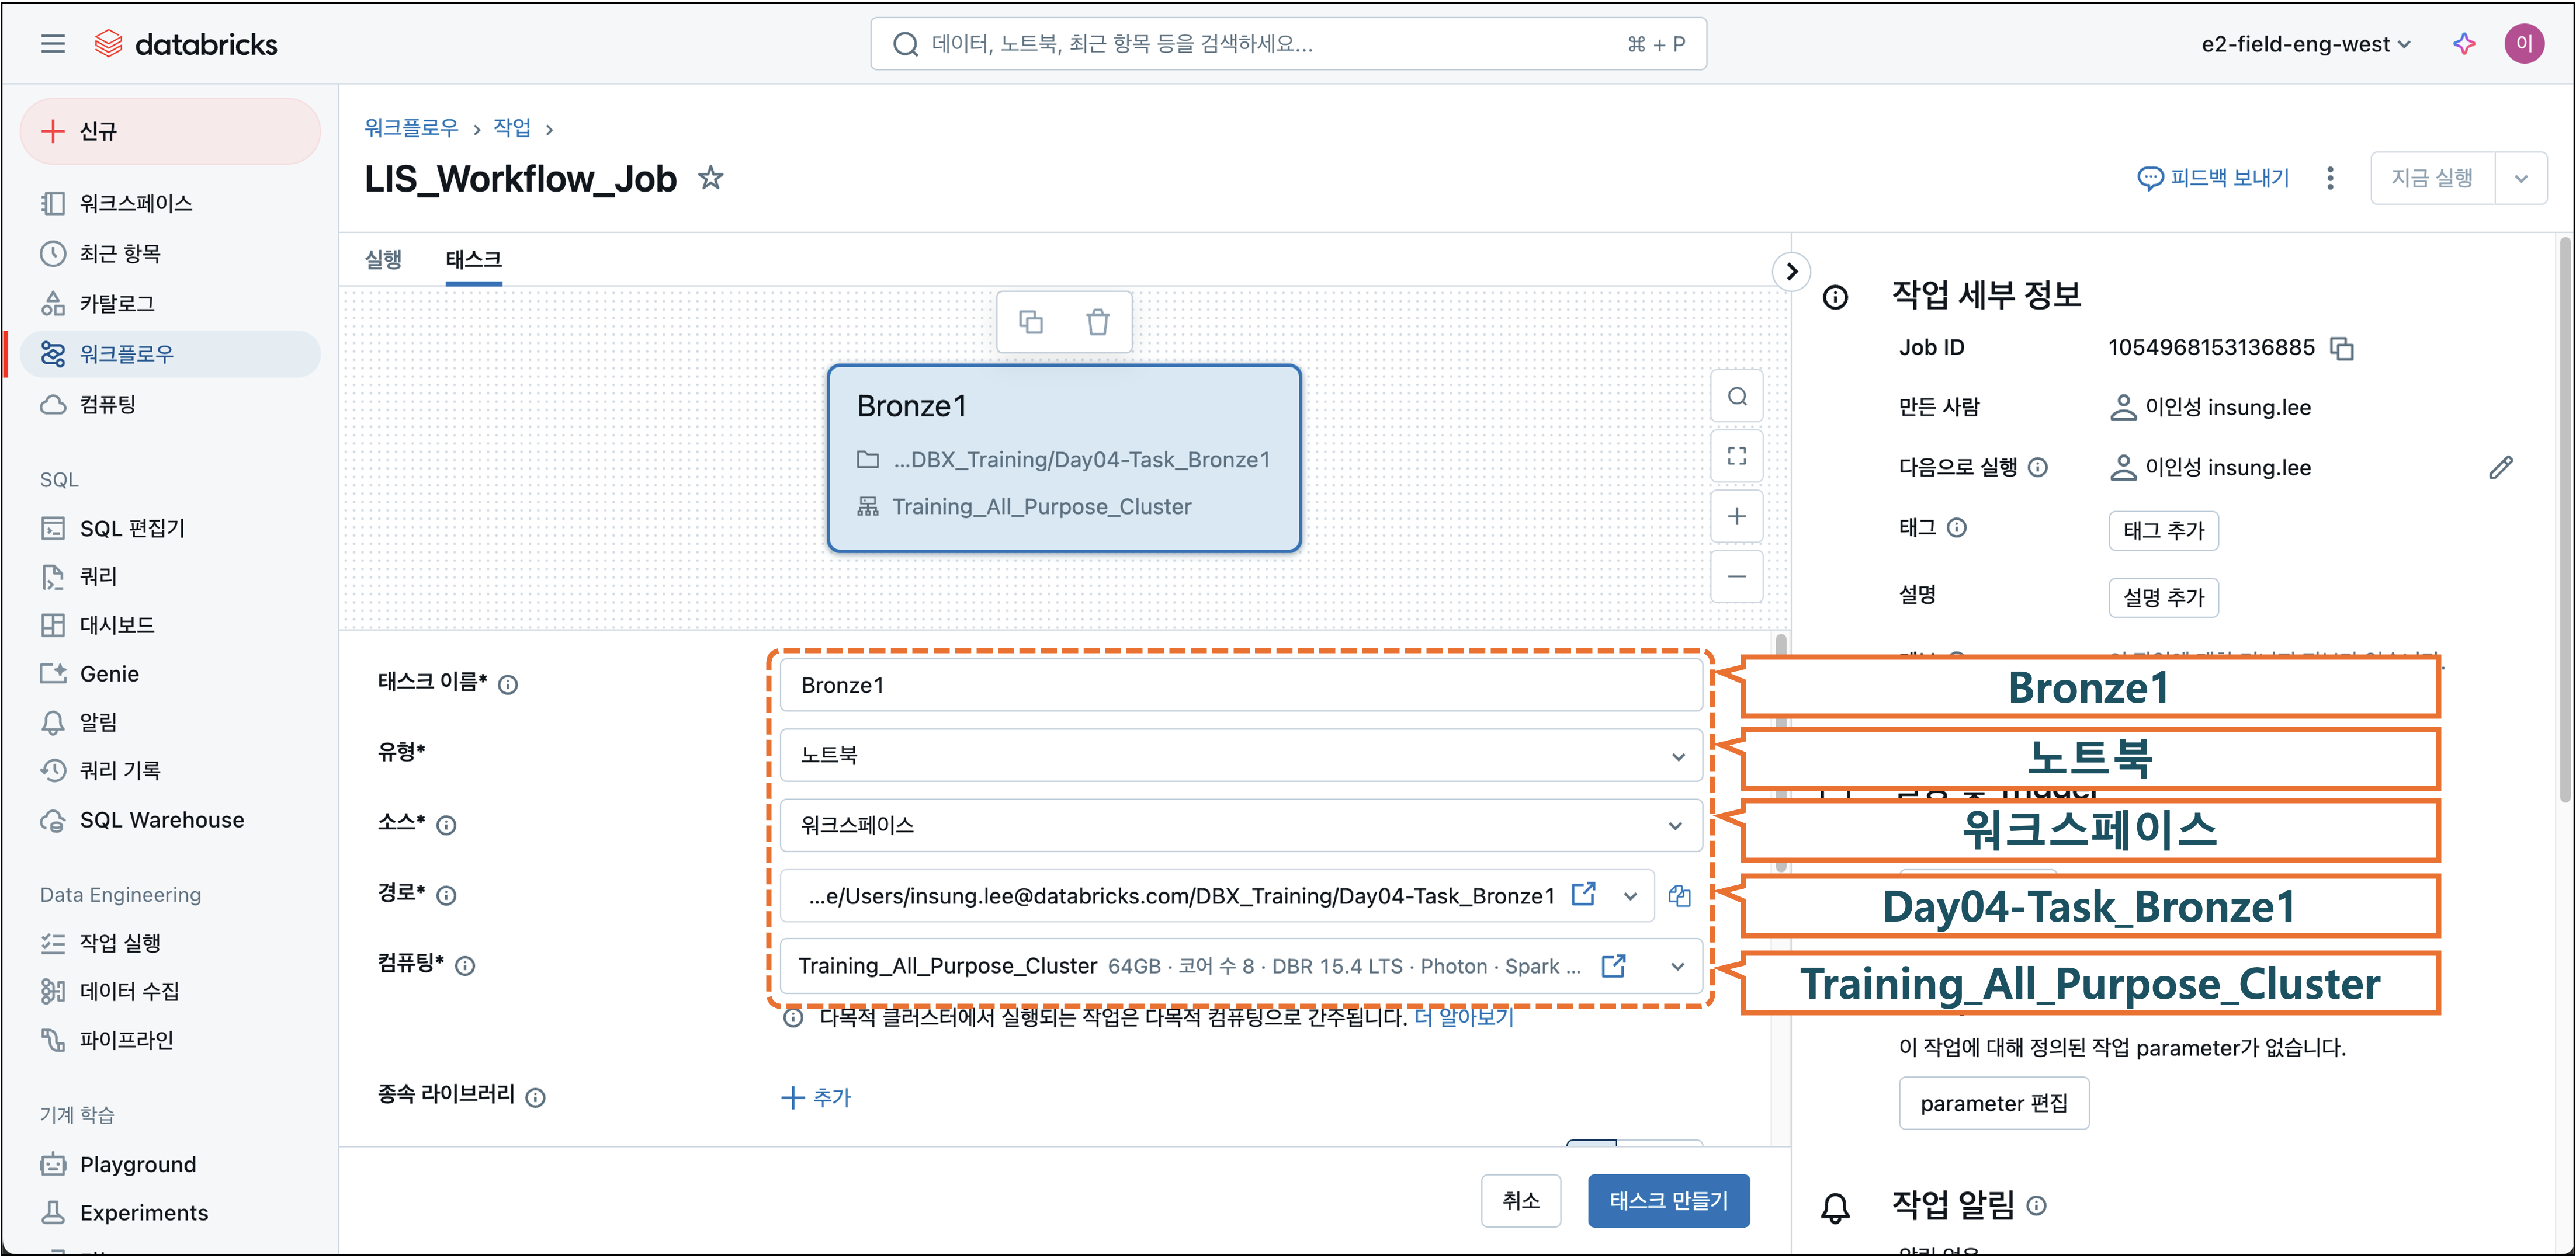 databricks
데이터, 노트북, 최근 항목 등을 검색하세요...
⌘ + P
e2-field-eng-west
이
신규
워크스페이스
최근 항목
카탈로그
워크플로우
컴퓨팅
SQL
SQL 편집기
쿼리
대시보드
Genie
알림
쿼리 기록
SQL Warehouse
Data Engineering
작업 실행
데이터 수집
파이프라인
기계 학습
Playground
Experiments
워크플로우 › 작업 ›
LIS_Workflow_Job
피드백 보내기
지금 실행
실행
태스크
Bronze1
...DBX_Training/Day04-Task_Bronze1
Training_All_Purpose_Cluster
태스크 이름*
Bronze1
유형*
노트북
소스*
워크스페이스
경로*
...e/Users/insung.lee@databricks.com/DBX_Training/Day04-Task_Bronze1
컴퓨팅*
Training_All_Purpose_Cluster 64GB · 코어 수 8 · DBR 15.4 LTS · Photon · Spark ...
다목적 클러스터에서 실행되는 작업은 다목적 컴퓨팅으로 간주됩니다. 더 알아보기
종속 라이브러리
추가
취소
태스크 만들기
작업 세부 정보
Job ID
1054968153136885
만든 사람
이인성 insung.lee
다음으로 실행
이인성 insung.lee
태그
태그 추가
설명
설명 추가
Bronze1
노트북
워크스페이스
Day04-Task_Bronze1
Training_All_Purpose_Cluster
이 작업에 대해 정의된 작업 parameter가 없습니다.
parameter 편집
작업 알림